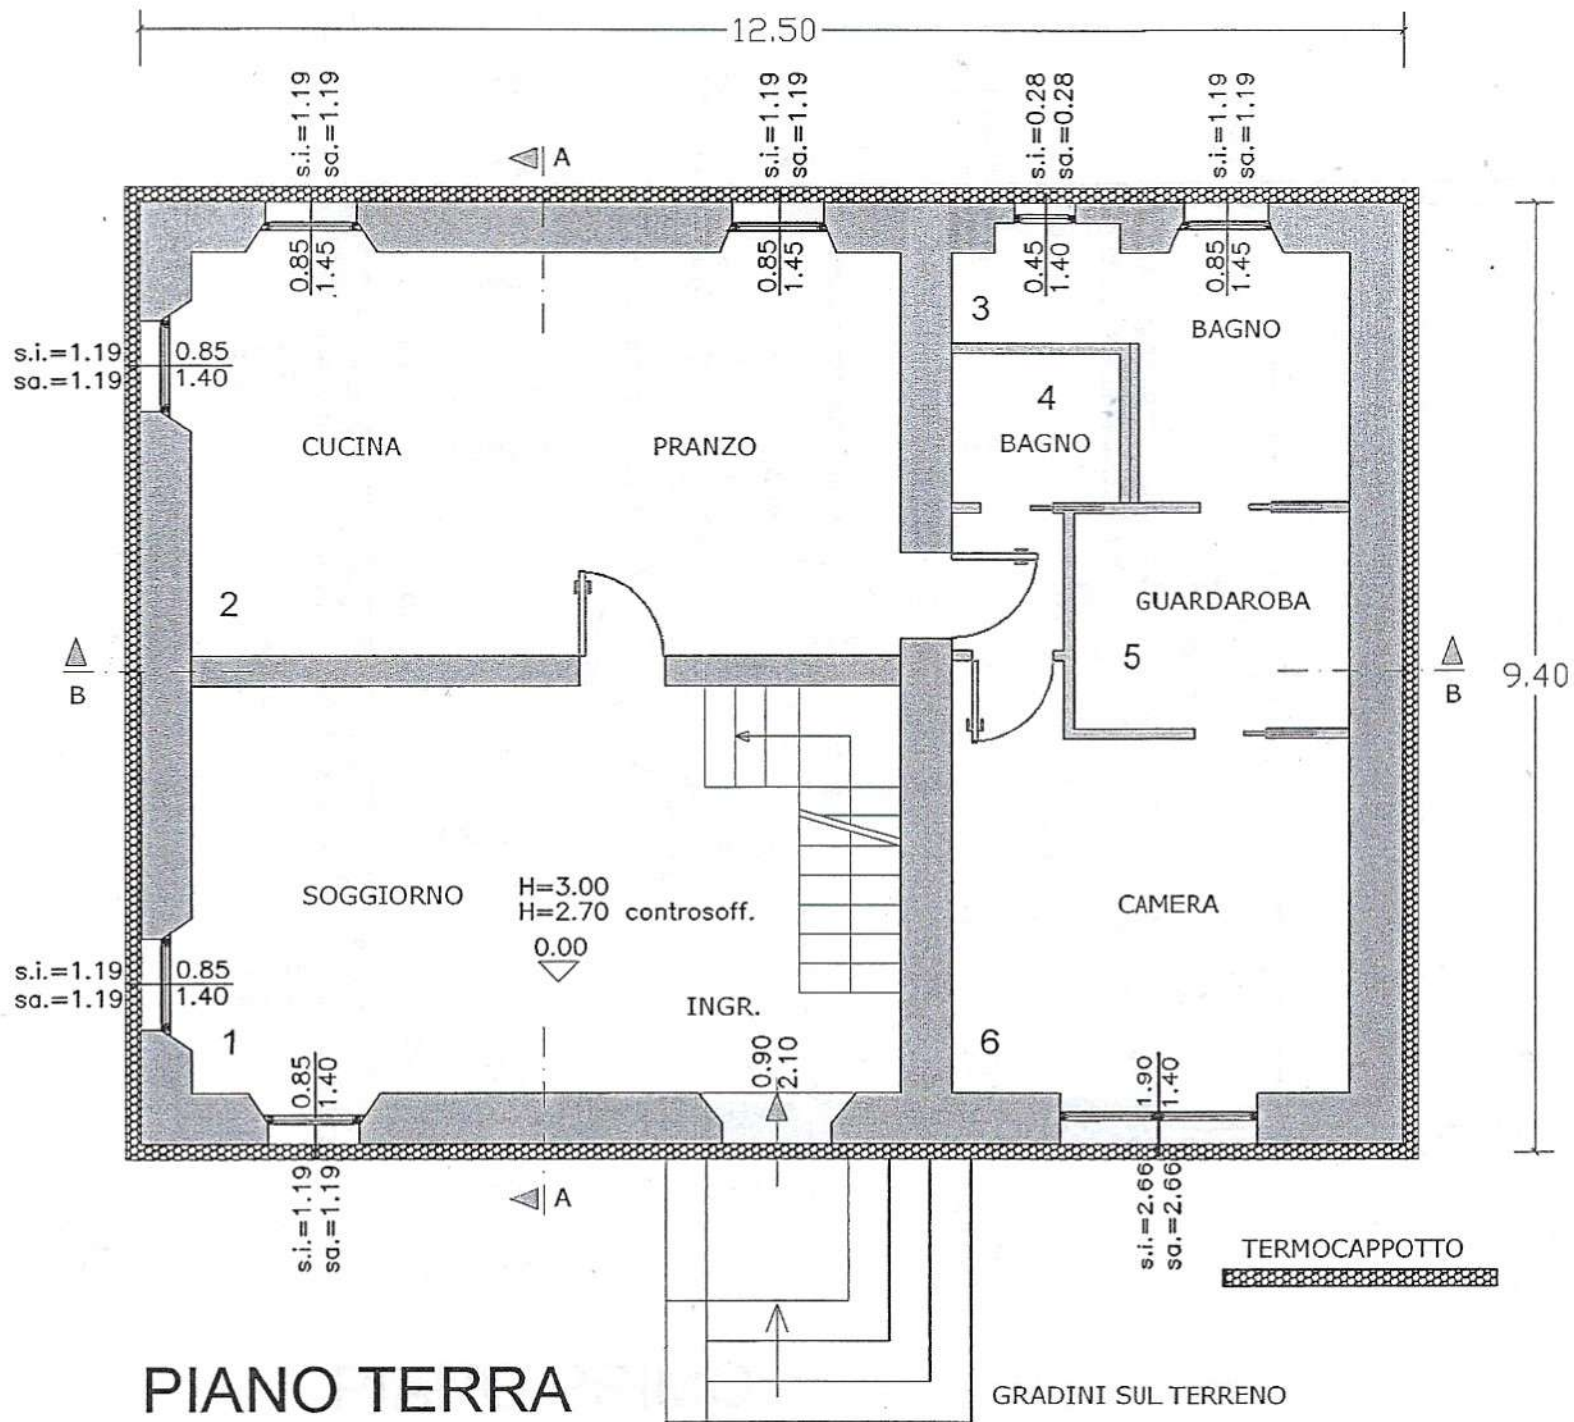 12.50
s.i.=1.19
sa.=1.19
s.i.=1.19
sa.=1.19
s.i.=0.28
sa.=0.28
s.i.=1.19
sa.=1.19
A
0.85
1.45
0.85
1.45
0.45
1.40
0.85
1.45
3
BAGNO
s.i.=1.19
sa.=1.19
0.85
1.40
4
CUCINA
PRANZO
BAGNO
2
GUARDAROBA
5
B
B
9.40
SOGGIORNO
H=3.00
H=2.70 controsoff.
0.00
CAMERA
s.i.=1.19
sa.=1.19
0.85
1.40
INGR.
1
6
0.85
1.40
0.90
2.10
1.90
1.40
s.i.=1.19
sa.=1.19
A
s.i.=2.66
sa.=2.66
TERMOCAPPOTTO
PIANO TERRA
GRADINI SUL TERRENO